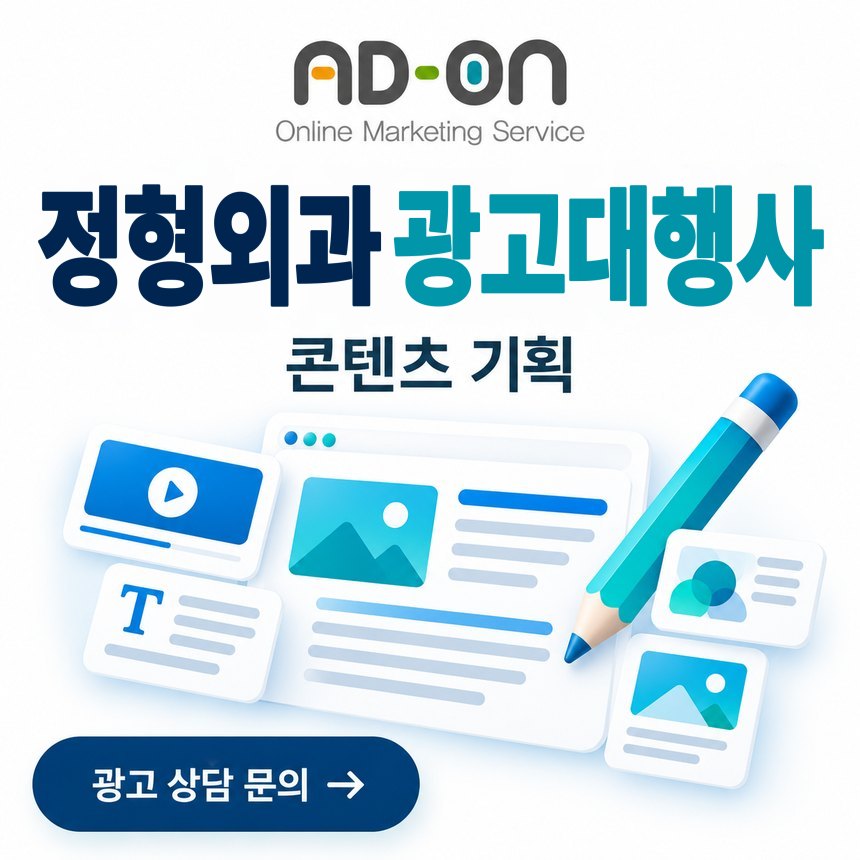 AD-ON
Online Marketing Service
정형외과 광고대행사
콘텐츠 기획
T
광고 상담 문의 →